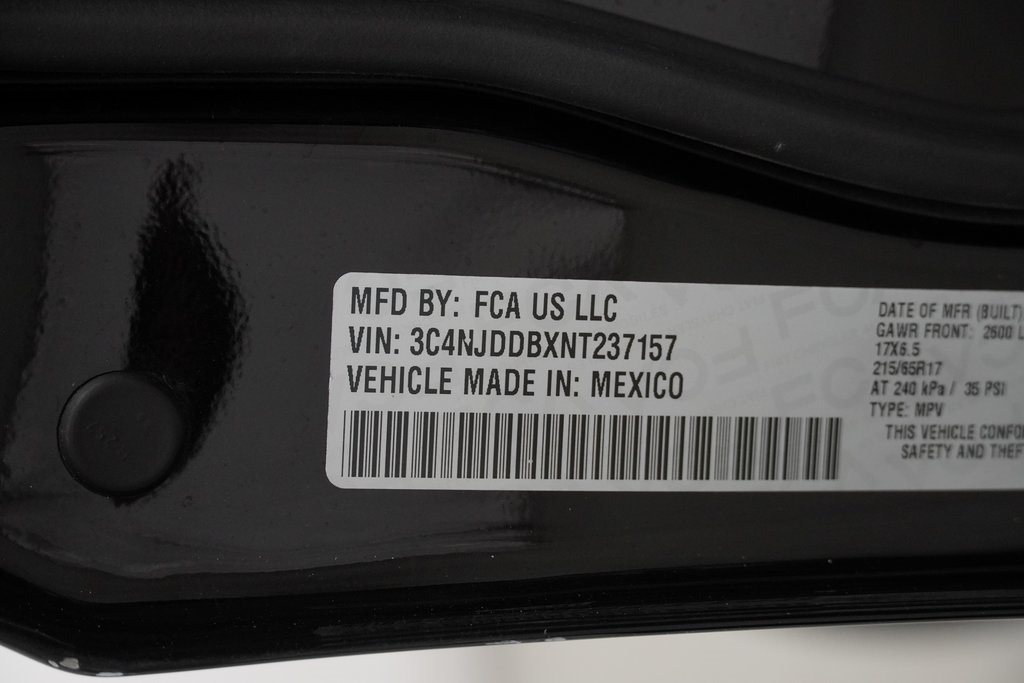 MFD BY: FCA US LLC
VIN: 3C4NJDDBXNT237157
VEHICLE MADE IN: MEXICO
DATE OF MFR (BUILT)
GAWR FRONT: 2600 L
17X6.5
215/65R17
AT 240 kPa / 35 PSI
TYPE: MPV
THIS VEHICLE CONFO
SAFETY AND THEF